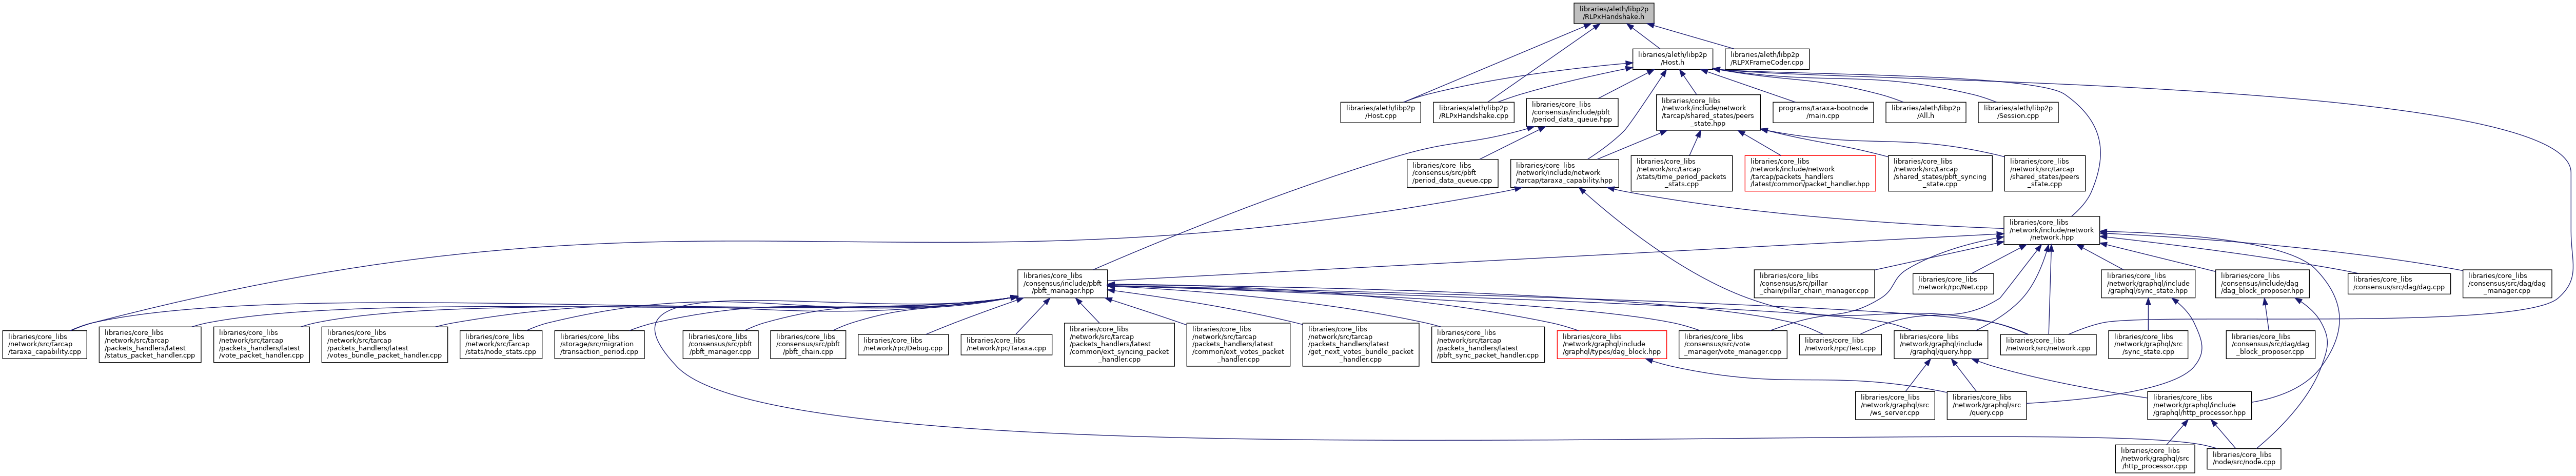 libraries/aleth/libp2p
/RLPxHandshake.h
libraries/aleth/libp2p
/Host.h
libraries/aleth/libp2p
/RLPXFrameCoder.cpp
libraries/aleth/libp2p
/Host.cpp
libraries/aleth/libp2p
/RLPxHandshake.cpp
libraries/core_libs
/consensus/include/pbft
/period_data_queue.hpp
libraries/core_libs
/network/include/network
/tarcap/shared_states/peers
_state.hpp
programs/taraxa-bootnode
/main.cpp
libraries/aleth/libp2p
/All.h
libraries/aleth/libp2p
/Session.cpp
libraries/core_libs
/consensus/src/pbft
/period_data_queue.cpp
libraries/core_libs
/network/include/network
/tarcap/taraxa_capability.hpp
libraries/core_libs
/network/src/tarcap
/stats/time_period_packets
_stats.cpp
libraries/core_libs
/network/include/network
/tarcap/packets_handlers
/latest/common/packet_handler.hpp
libraries/core_libs
/network/src/tarcap
/shared_states/pbft_syncing
_state.cpp
libraries/core_libs
/network/src/tarcap
/shared_states/peers
_state.cpp
libraries/core_libs
/network/include/network
/network.hpp
libraries/core_libs
/consensus/include/pbft
/pbft_manager.hpp
libraries/core_libs
/consensus/src/pillar
_chain/pillar_chain_manager.cpp
libraries/core_libs
/network/rpc/Net.cpp
libraries/core_libs
/network/graphql/include
/graphql/sync_state.hpp
libraries/core_libs
/consensus/include/dag
/dag_block_proposer.hpp
libraries/core_libs
/consensus/src/dag/dag.cpp
libraries/core_libs
/consensus/src/dag/dag
_manager.cpp
libraries/core_libs
/network/src/tarcap
/taraxa_capability.cpp
libraries/core_libs
/network/src/tarcap
/packets_handlers/latest
/status_packet_handler.cpp
libraries/core_libs
/network/src/tarcap
/packets_handlers/latest
/vote_packet_handler.cpp
libraries/core_libs
/network/src/tarcap
/packets_handlers/latest
/votes_bundle_packet_handler.cpp
libraries/core_libs
/network/src/tarcap
/stats/node_stats.cpp
libraries/core_libs
/storage/src/migration
/transaction_period.cpp
libraries/core_libs
/consensus/src/pbft
/pbft_manager.cpp
libraries/core_libs
/consensus/src/pbft
/pbft_chain.cpp
libraries/core_libs
/network/rpc/Debug.cpp
libraries/core_libs
/network/rpc/Taraxa.cpp
libraries/core_libs
/network/src/tarcap
/packets_handlers/latest
/common/ext_syncing_packet
_handler.cpp
libraries/core_libs
/network/src/tarcap
/packets_handlers/latest
/common/ext_votes_packet
_handler.cpp
libraries/core_libs
/network/src/tarcap
/packets_handlers/latest
/get_next_votes_bundle_packet
_handler.cpp
libraries/core_libs
/network/src/tarcap
/packets_handlers/latest
/pbft_sync_packet_handler.cpp
libraries/core_libs
/network/graphql/include
/graphql/types/dag_block.hpp
libraries/core_libs
/consensus/src/vote
_manager/vote_manager.cpp
libraries/core_libs
/network/rpc/Test.cpp
libraries/core_libs
/network/graphql/include
/graphql/query.hpp
libraries/core_libs
/network/src/network.cpp
libraries/core_libs
/network/graphql/src
/sync_state.cpp
libraries/core_libs
/consensus/src/dag/dag
_block_proposer.cpp
libraries/core_libs
/network/graphql/src
/ws_server.cpp
libraries/core_libs
/network/graphql/src
/query.cpp
libraries/core_libs
/network/graphql/include
/graphql/http_processor.hpp
libraries/core_libs
/network/graphql/src
/http_processor.cpp
libraries/core_libs
/node/src/node.cpp